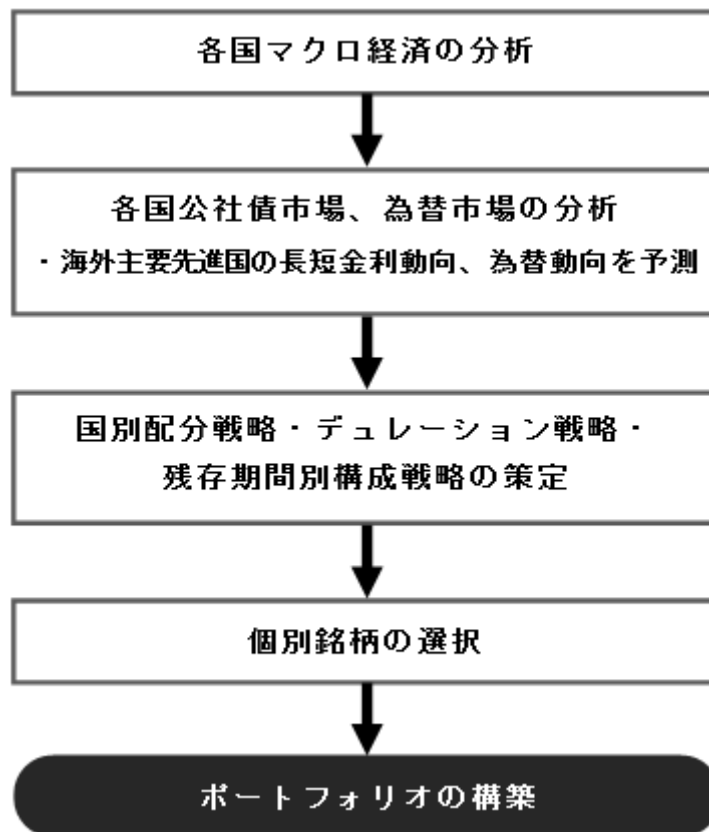 各国マクロ経済の分析
各国公社債市場、為替市場の分析
・海外主要先進国の長短金利動向、為替動向を予測
国別配分戦略・デュレーション戦略・
残存期間別構成戦略の策定
個別銘柄の選択
ポートフォリオの構築